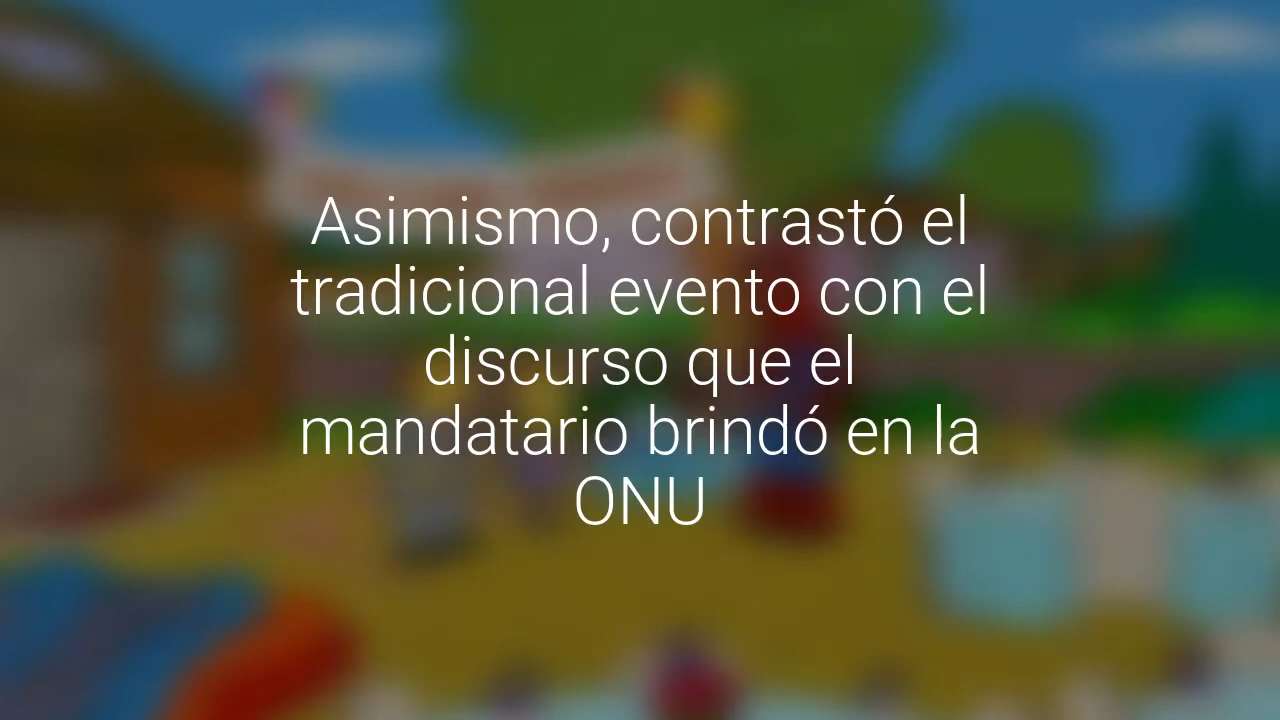 Asimismo, contrastó el
tradicional evento con el
discurso que el
mandatario brindó en la
ONU